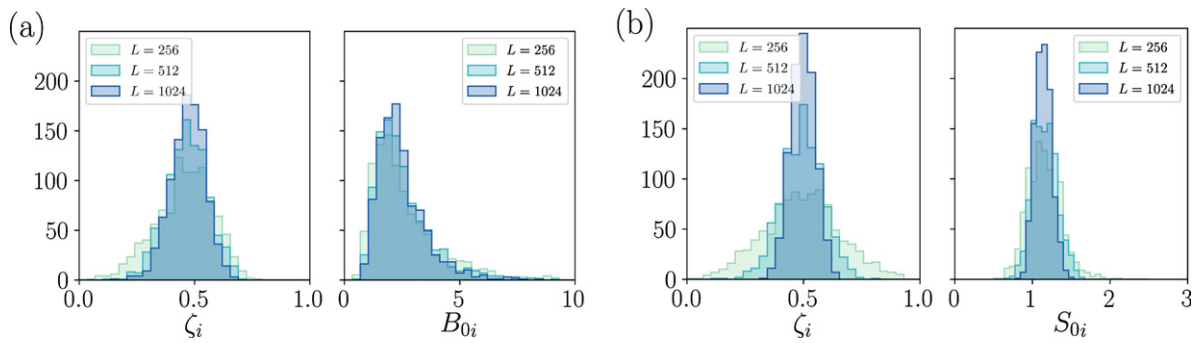 (a)
L = 256
L = 512
L = 1024
200
150
100
50
0
0.0
0.5
1.0
ζi
L = 256
L = 512
L = 1024
0
5
10
B0i
(b)
L = 256
L = 512
L = 1024
200
150
100
50
0
0.0
0.5
1.0
ζi
L = 256
L = 512
L = 1024
0
1
2
3
S0i